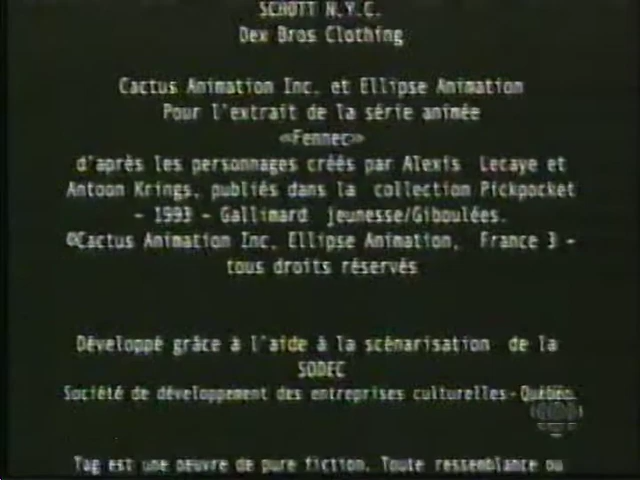 SCHOTT N.Y.C.
Dex Bros Clothing
Cactus Animation Inc. et Ellipse Animation
Pour l'extrait de la série animée
«Fennec»
d'après les personnages créés par Alexis Lecaye et
Antoon Krings, publiés dans la collection Pickpocket
- 1993 - Gallimard jeunesse/Giboulées.
©Cactus Animation Inc, Ellipse Animation, France 3 -
tous droits réservés
Développé grâce à l'aide à la scénarisation de la
SODEC
Société de développement des entreprises culturelles-Québec
Tag est une oeuvre de pure fiction. Toute ressemblance ou